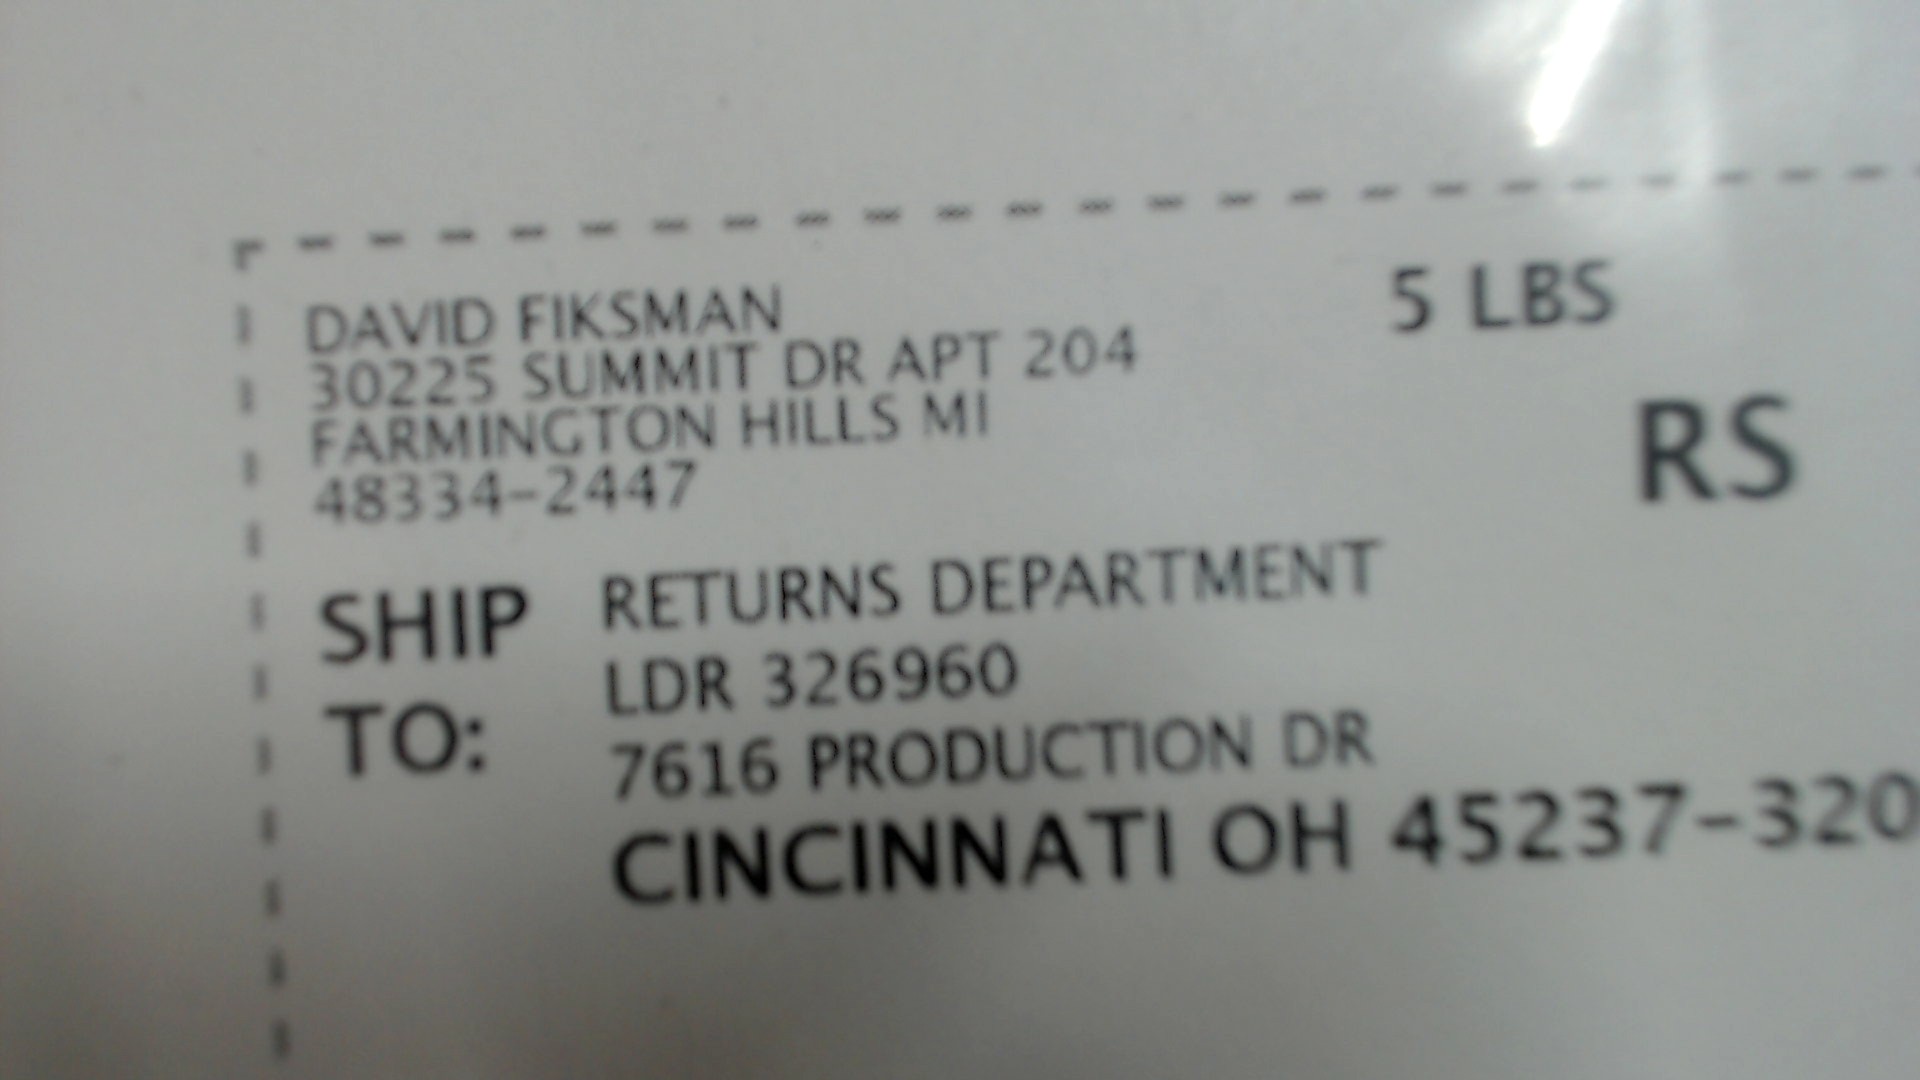 DAVID FIKSMAN
5 LBS
30225 SUMMIT DR APT 204
FARMINGTON HILLS MI
48334-2447
RS
SHIP TO:
RETURNS DEPARTMENT
LDR 326960
7616 PRODUCTION DR
CINCINNATI OH 45237-320